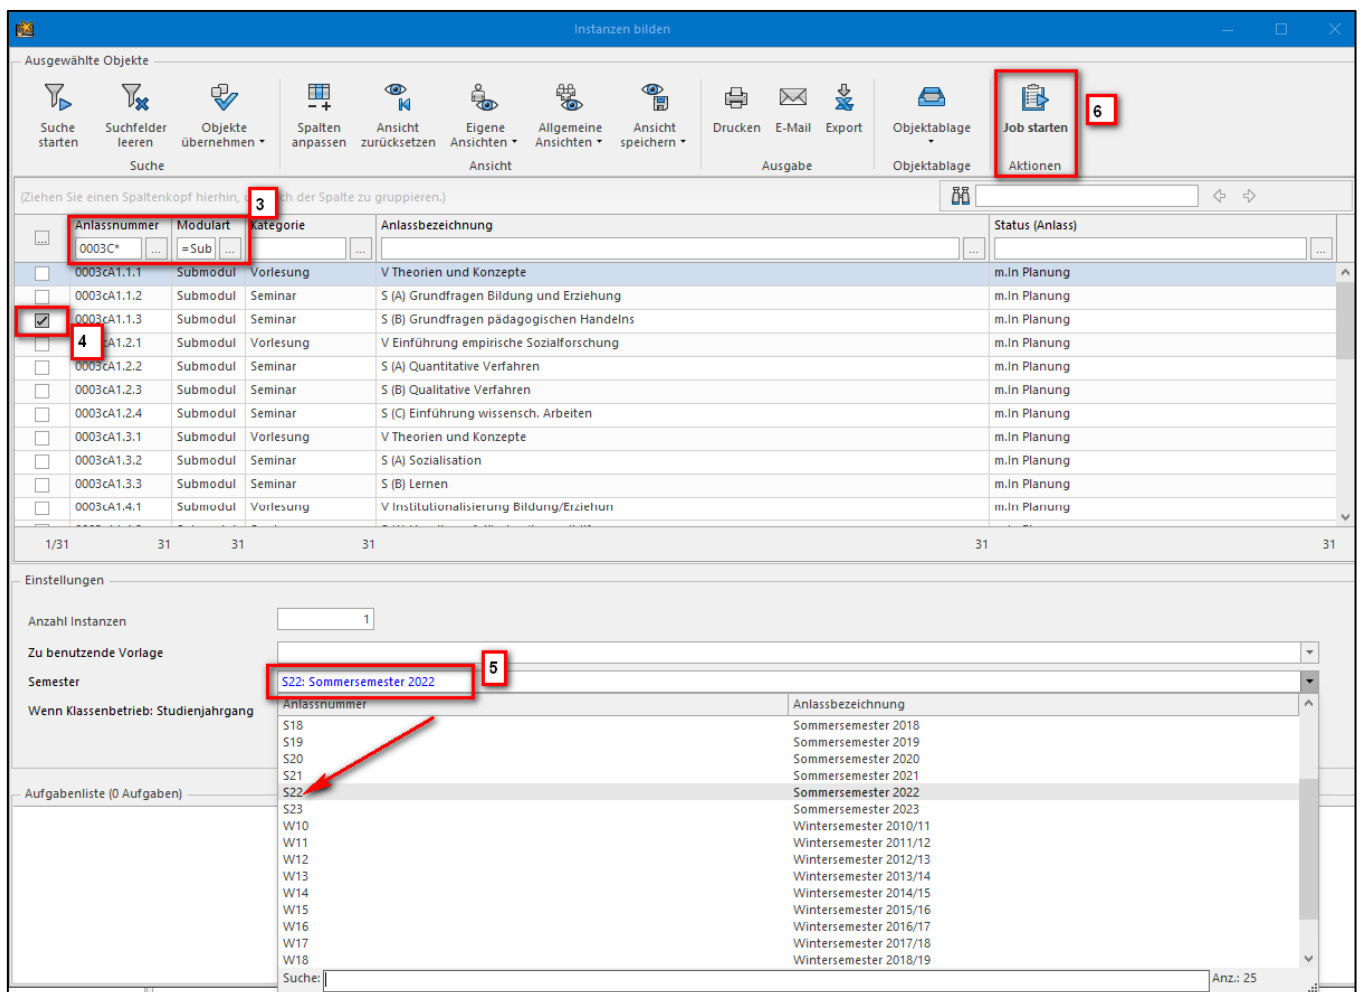 Instanzen bilden
Ausgewählte Objekte
Suche starten
Suchfelder leeren
Objekte übernehmen
Spalten anpassen
Ansicht zurücksetzen
Eigene Ansichten
Allgemeine Ansichten
Ansicht speichern
Drucken
E-Mail
Export
Objektablage
Job starten
6
Suche
Ansicht
Ausgabe
Objektablage
Aktionen
(Ziehen Sie einen Spaltenkopf hierhin, ch der Spalte zu gruppieren.)
3
Anlassnummer Modulart Kategorie Anlassbezeichnung Status (Anlass)
... 0003C* ... =Sub ... ... ... ...
0003cA1.1.1 Submodul Vorlesung V Theorien und Konzepte m.In Planung
0003cA1.1.2 Submodul Seminar S (A) Grundfragen Bildung und Erziehung m.In Planung
0003cA1.1.3 Submodul Seminar S (B) Grundfragen pädagogischen Handelns m.In Planung
4
cA1.2.1 Submodul Vorlesung V Einführung empirische Sozialforschung m.In Planung
0003cA1.2.2 Submodul Seminar S (A) Quantitative Verfahren m.In Planung
0003cA1.2.3 Submodul Seminar S (B) Qualitative Verfahren m.In Planung
0003cA1.2.4 Submodul Seminar S (C) Einführung wissensch. Arbeiten m.In Planung
0003cA1.3.1 Submodul Vorlesung V Theorien und Konzepte m.In Planung
0003cA1.3.2 Submodul Seminar S (A) Sozialisation m.In Planung
0003cA1.3.3 Submodul Seminar S (B) Lernen m.In Planung
0003cA1.4.1 Submodul Vorlesung V Institutionalisierung Bildung/Erziehun m.In Planung
1/31 31 31 31 31 31
Einstellungen
Anzahl Instanzen 1
Zu benutzende Vorlage
5
Semester S22: Sommersemester 2022
Wenn Klassenbetrieb: Studienjahrgang
Anlassnummer Anlassbezeichnung
S18 Sommersemester 2018
S19 Sommersemester 2019
S20 Sommersemester 2020
S21 Sommersemester 2021
S22 Sommersemester 2022
Aufgabenliste (0 Aufgaben)
S23 Sommersemester 2023
W10 Wintersemester 2010/11
W11 Wintersemester 2011/12
W12 Wintersemester 2012/13
W13 Wintersemester 2013/14
W14 Wintersemester 2014/15
W15 Wintersemester 2015/16
W16 Wintersemester 2016/17
W17 Wintersemester 2017/18
W18 Wintersemester 2018/19
Suche: Anz.: 25